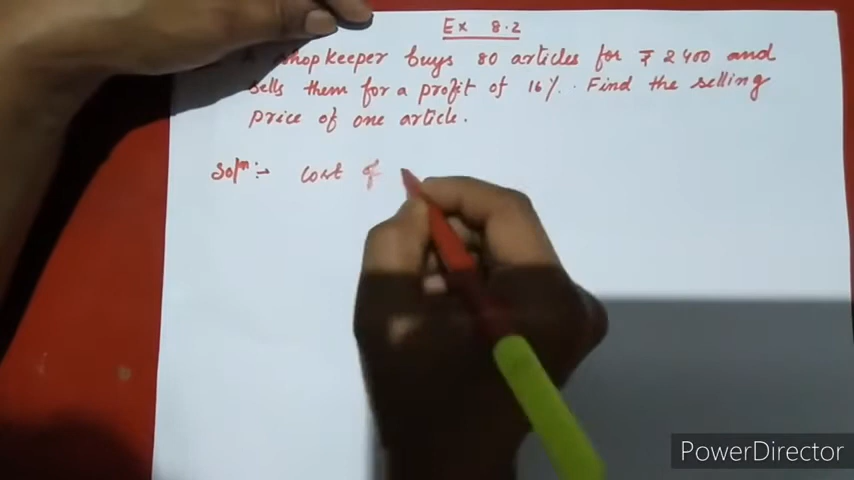 Ex 8.2
shopkeeper buys 80 articles for ₹ 2400 and
sells them for a profit of 16%. Find the selling
price of one article.
Soln:- Cost of
PowerDirector